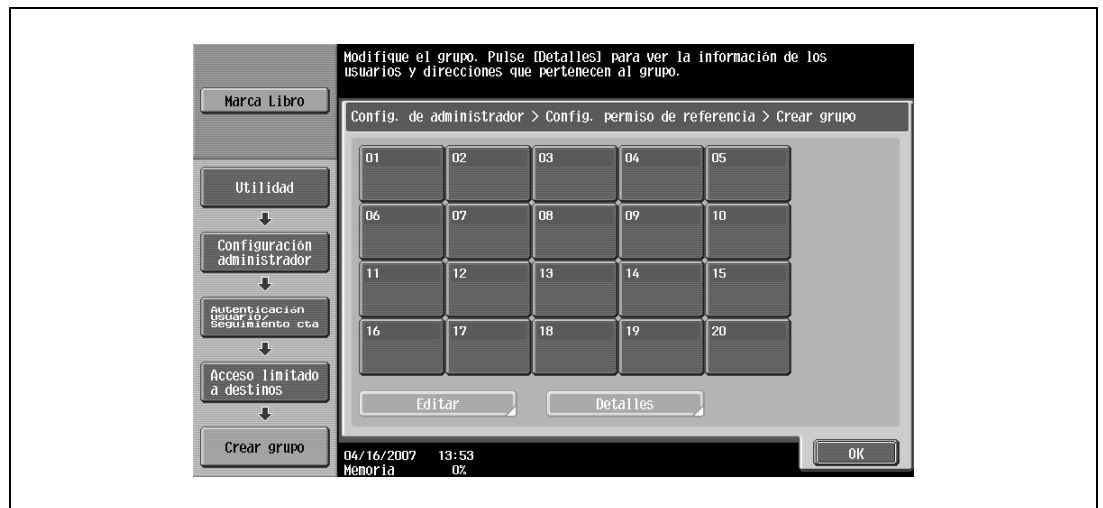 Modifique el grupo. Pulse [Detalles] para ver la información de los
usuarios y direcciones que pertenecen al grupo.
Marca Libro
Config. de administrador > Config. permiso de referencia > Crear grupo
01 02 03 04 05
Utilidad
06 07 08 09 10
Configuración
administrador
11 12 13 14 15
Autenticación
usuario/
Seguimiento cta
16 17 18 19 20
Acceso limitado
a destinos
Editar Detalles
Crear grupo
04/16/2007 13:53
Memoria 0%
OK